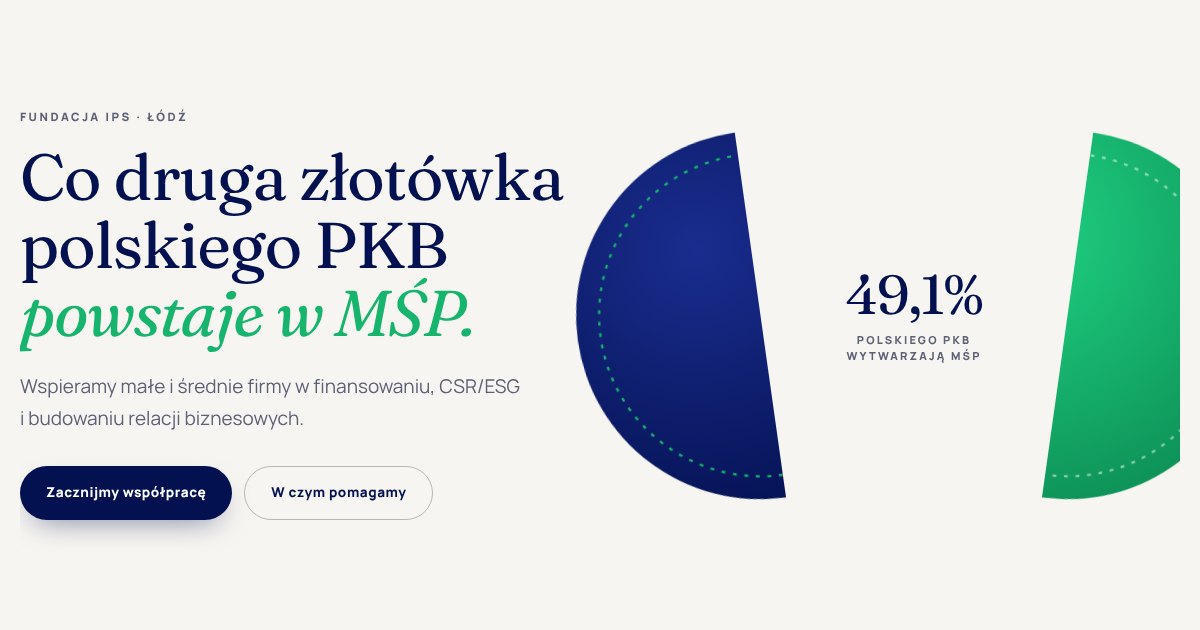 FUNDACJA IPS · ŁÓDŹ
Co druga złotówka
polskiego PKB
powstaje w MŚP.
Wspieramy małe i średnie firmy w finansowaniu, CSR/ESG
i budowaniu relacji biznesowych.
Zacznijmy współpracę
W czym pomagamy
49,1%
POLSKIEGO PKB
WYTWARZAJĄ MŚP